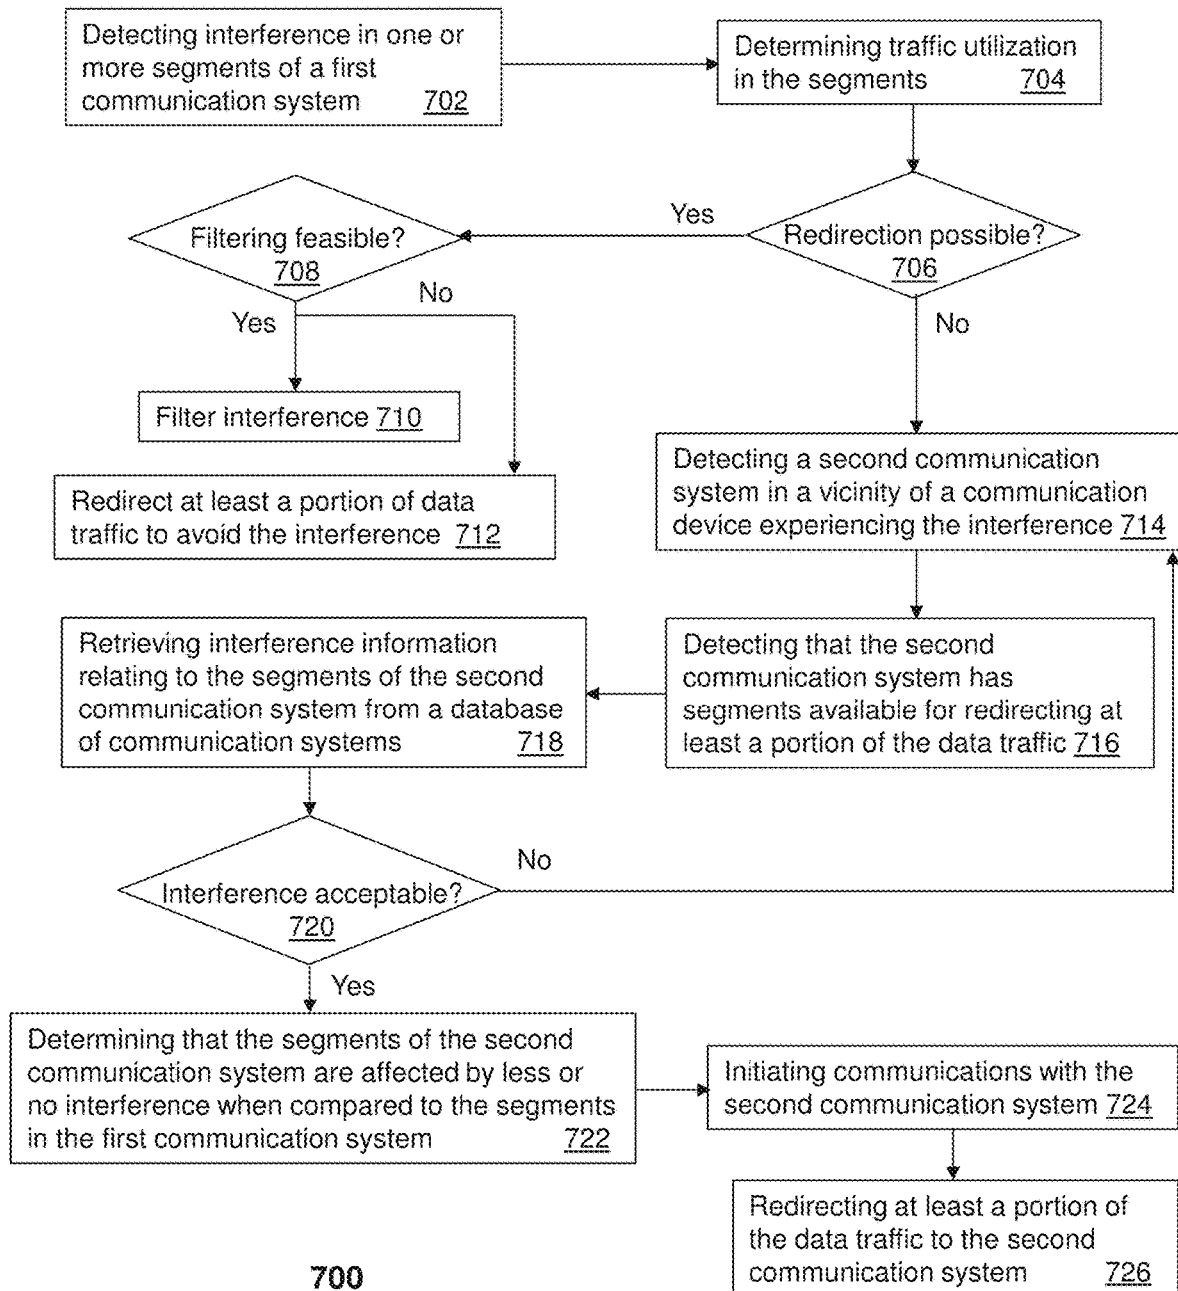 Detecting interference in one or
more segments of a first
communication system 702
Determining traffic utilization
in the segments 704
Redirection possible?
706
Yes
No
Filtering feasible?
708
Yes
No
Filter Interference 710
Redirect at least a portion of data
traffic to avoid the interference 712
Detecting a second communication
system in a vicinity of a communication
device experiencing the interference 714
Detecting that the second
communication system has
segments available for redirecting at
least a portion of the data traffic 716
Retrieving interference information
relating to the segments of the second
communication system from a database
of communication systems 718
Interference acceptable?
720
No
Yes
Determining that the segments of the second
communication system are affected by less or
no interference when compared to the segments
in the first communication system 722
Initiating communications with the
second communication system 724
Redirecting at least a portion of
the data traffic to the second
communication system 726
700